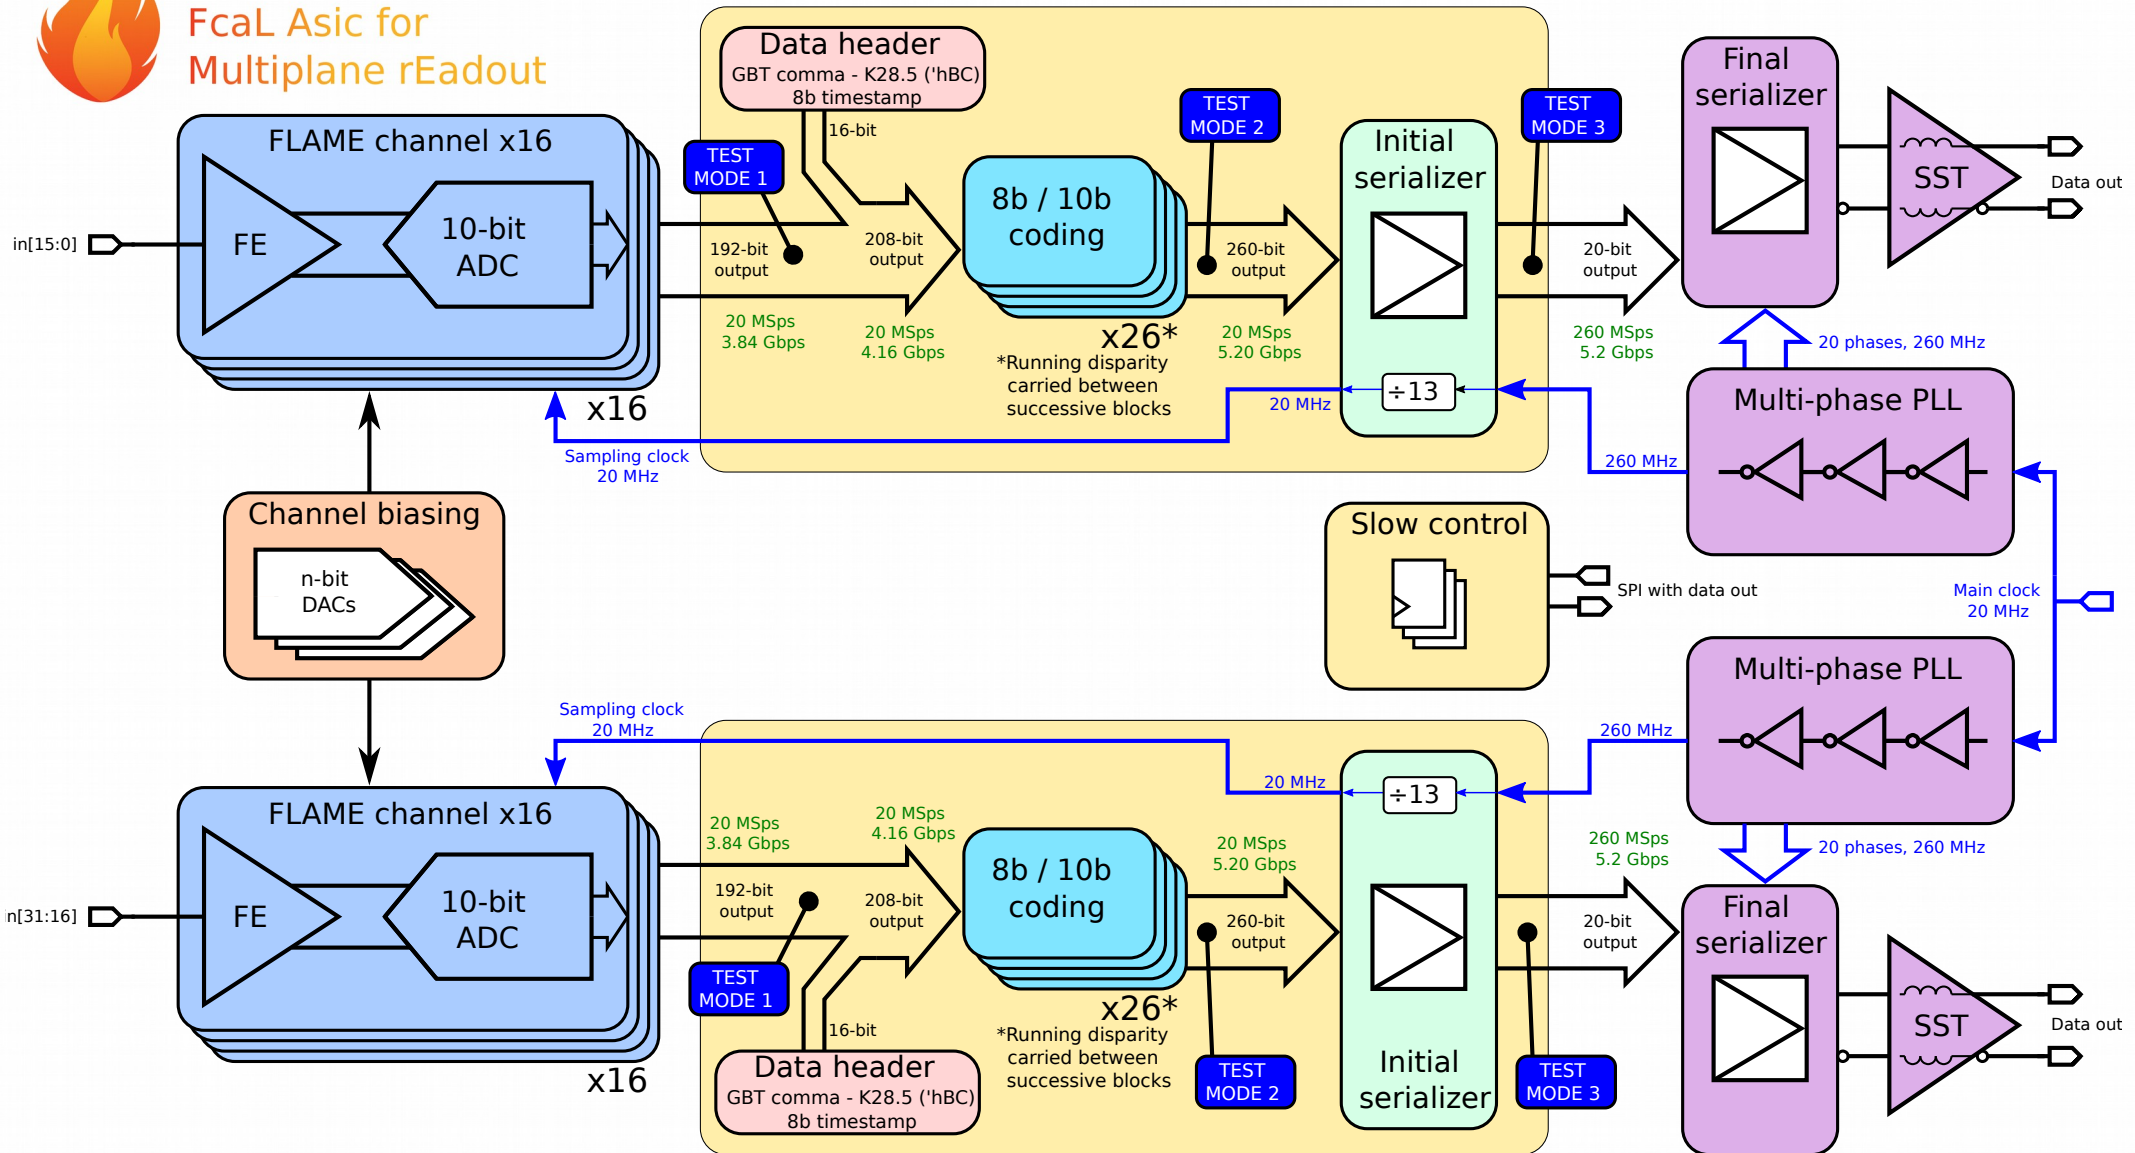 FcaL Asic for
Multiplane rEadout
Data header
GBT comma - K28.5 ('hBC)
8b timestamp
16-bit
TEST
MODE 1
TEST
MODE 2
TEST
MODE 3
FLAME channel x16
in[15:0]
FE
10-bit
ADC
x16
192-bit
output
208-bit
output
20 MSps
3.84 Gbps
20 MSps
4.16 Gbps
8b / 10b
coding
x26*
*Running disparity
carried between
successive blocks
260-bit
output
20 MSps
5.20 Gbps
Initial
serializer
÷13
20 MHz
20-bit
output
260 MSps
5.2 Gbps
Final
serializer
SST
Data out
20 phases, 260 MHz
Multi-phase PLL
260 MHz
Sampling clock
20 MHz
Channel biasing
n-bit
DACs
Slow control
SPI with data out
Main clock
20 MHz
Multi-phase PLL
260 MHz
20 phases, 260 MHz
Sampling clock
20 MHz
20 MHz
÷13
FLAME channel x16
in[31:16]
FE
10-bit
ADC
x16
20 MSps
3.84 Gbps
20 MSps
4.16 Gbps
192-bit
output
208-bit
output
TEST
MODE 1
16-bit
Data header
GBT comma - K28.5 ('hBC)
8b timestamp
8b / 10b
coding
x26*
*Running disparity
carried between
successive blocks
20 MSps
5.20 Gbps
260-bit
output
TEST
MODE 2
Initial
serializer
260 MSps
5.2 Gbps
20-bit
output
TEST
MODE 3
Final
serializer
SST
Data out